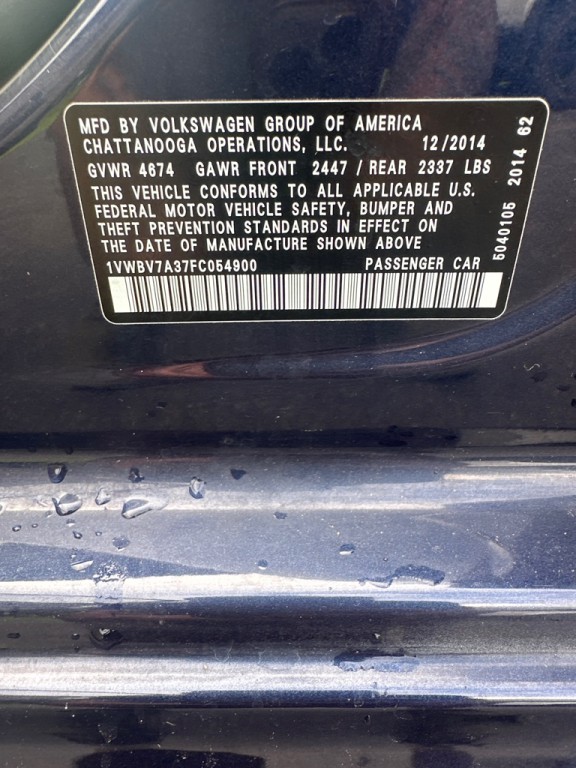 MFD BY VOLKSWAGEN GROUP OF AMERICA
CHATTANOOGA OPERATIONS, LLC. 12/2014
GVWR 4674 GAWR FRONT 2447 / REAR 2337 LBS
THIS VEHICLE CONFORMS TO ALL APPLICABLE U.S.
FEDERAL MOTOR VEHICLE SAFETY, BUMPER AND
THEFT PREVENTION STANDARDS IN EFFECT ON
THE DATE OF MANUFACTURE SHOWN ABOVE
1VWBV7A37FC054900 PASSENGER CAR
5040105 2014 62